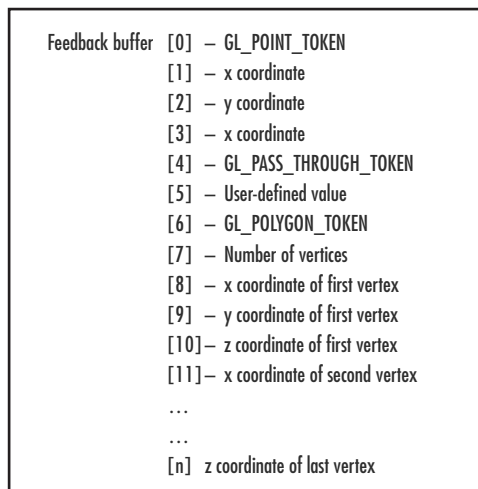 Feedback buffer [0] – GL_POINT_TOKEN
[1] – x coordinate
[2] – y coordinate
[3] – x coordinate
[4] – GL_PASS_THROUGH_TOKEN
[5] – User-defined value
[6] – GL_POLYGON_TOKEN
[7] – Number of vertices
[8] – x coordinate of first vertex
[9] – y coordinate of first vertex
[10] – z coordinate of first vertex
[11] – x coordinate of second vertex
...
...
[n] z coordinate of last vertex